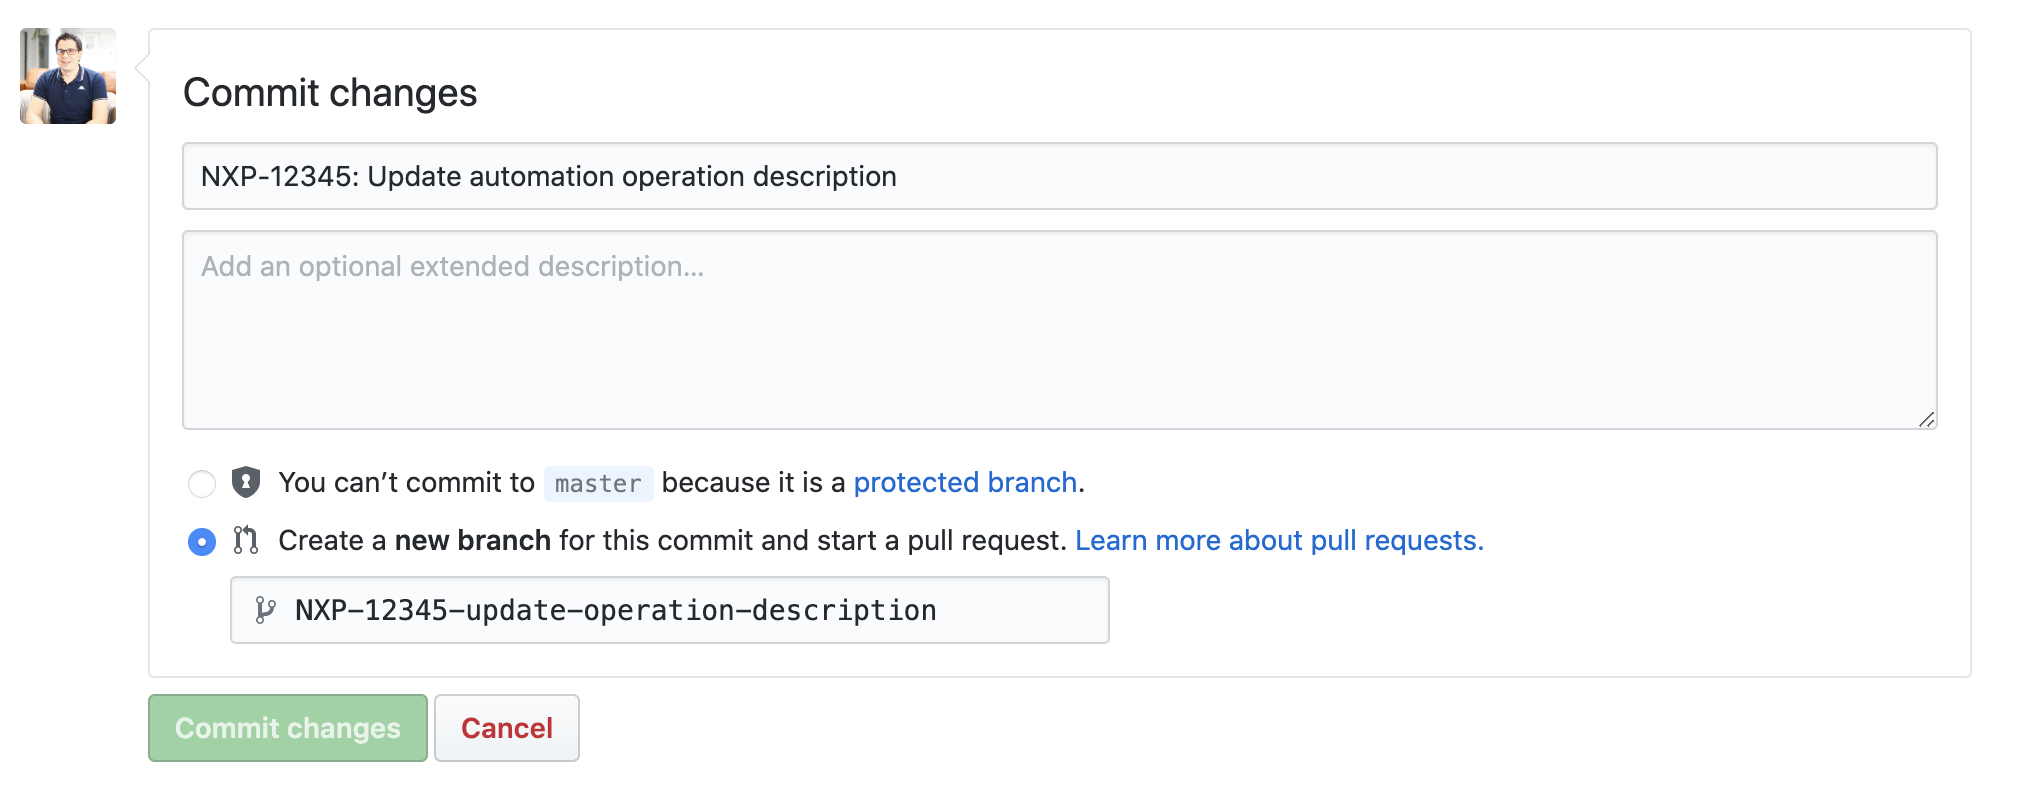 Commit changes
NXP-12345: Update automation operation description
Add an optional extended description...
You can’t commit to master because it is a protected branch.
Create a new branch for this commit and start a pull request. Learn more about pull requests.
NXP-12345-update-operation-description
Commit changes
Cancel